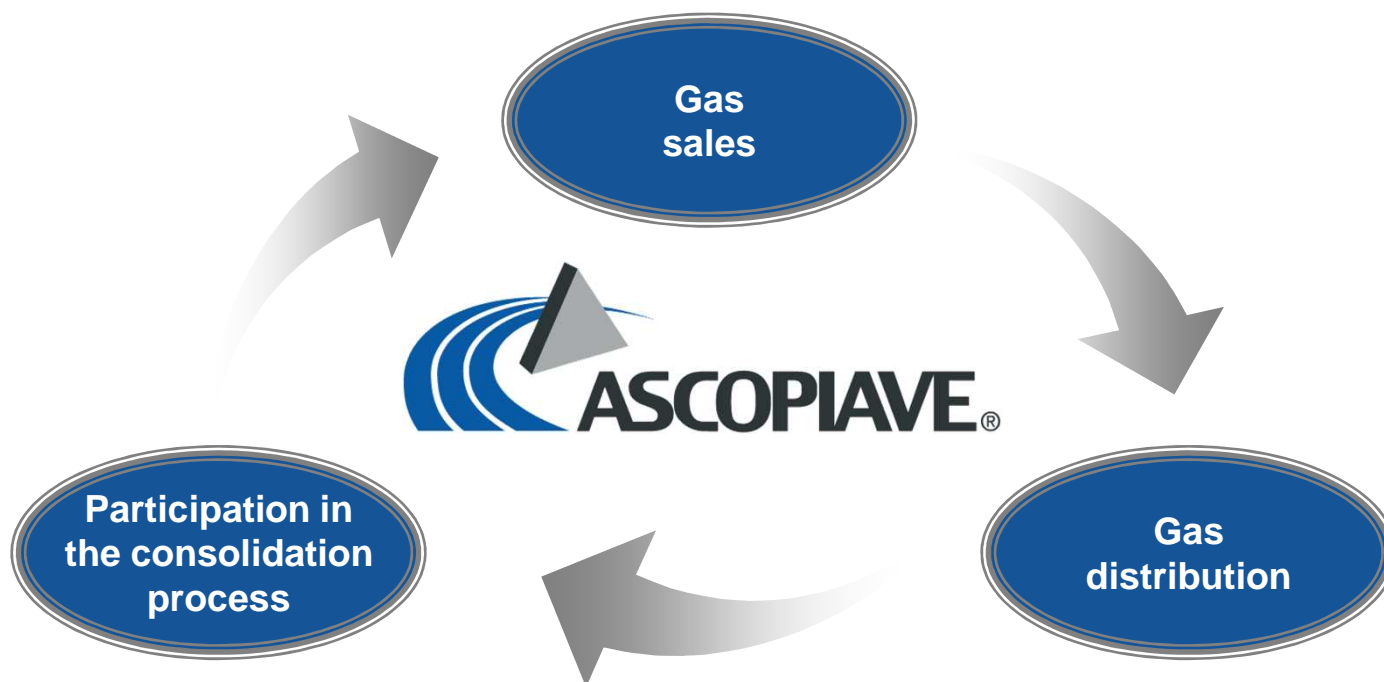 Gas
sales
ASCOPIAVE®
Participation in
the consolidation
process
Gas
distribution